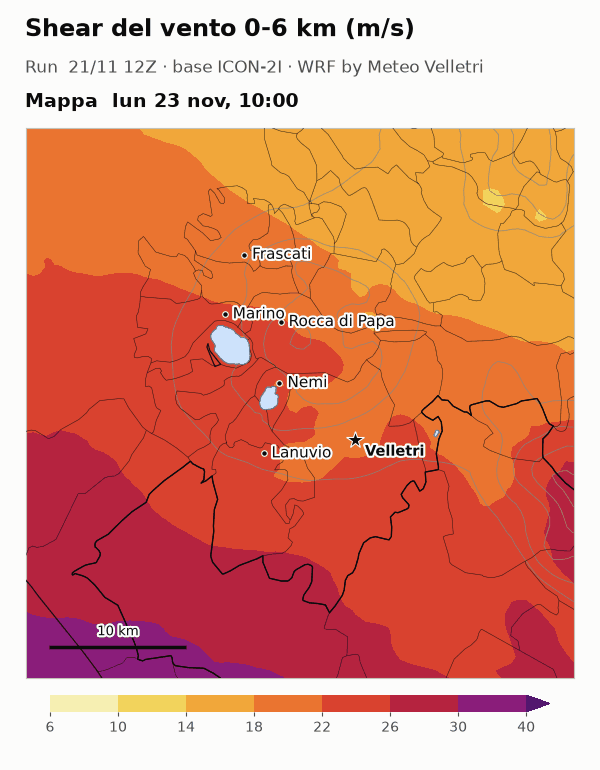 Shear del vento 0-6 km (m/s)
Run  21/11 12Z · base ICON-2I · WRF by Meteo Velletri
Mappa  lun 23 nov, 10:00
Frascati
Marino
Rocca di Papa
Nemi
Velletri
Lanuvio
10 km
6 10 14 18 22 26 30 40